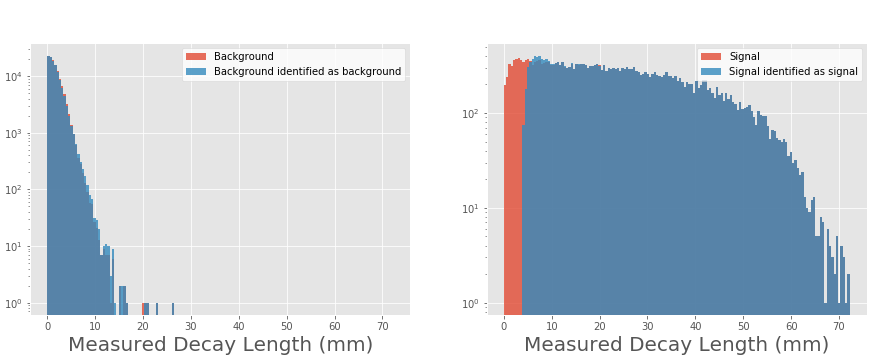 Background
Background identified as background
10⁴
10³
10²
10¹
10⁰
0 10 20 30 40 50 60 70
Measured Decay Length (mm)
Signal
Signal identified as signal
10²
10¹
10⁰
0 10 20 30 40 50 60 70
Measured Decay Length (mm)